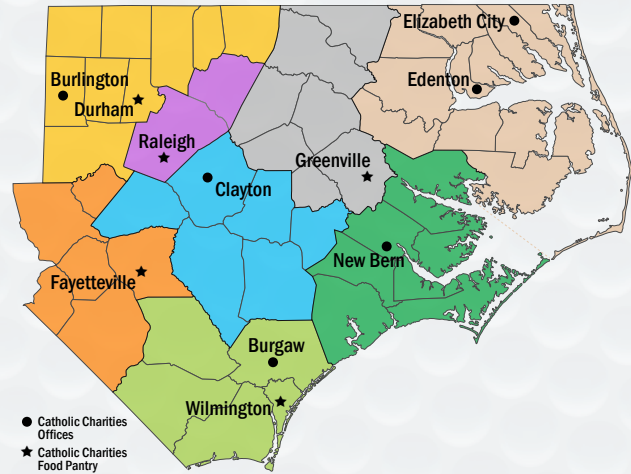 Elizabeth City
Edenton
Burlington
Durham
Raleigh
Greenville
Clayton
New Bern
Fayetteville
Burgaw
Wilmington
Catholic Charities
Offices
Catholic Charities
Food Pantry